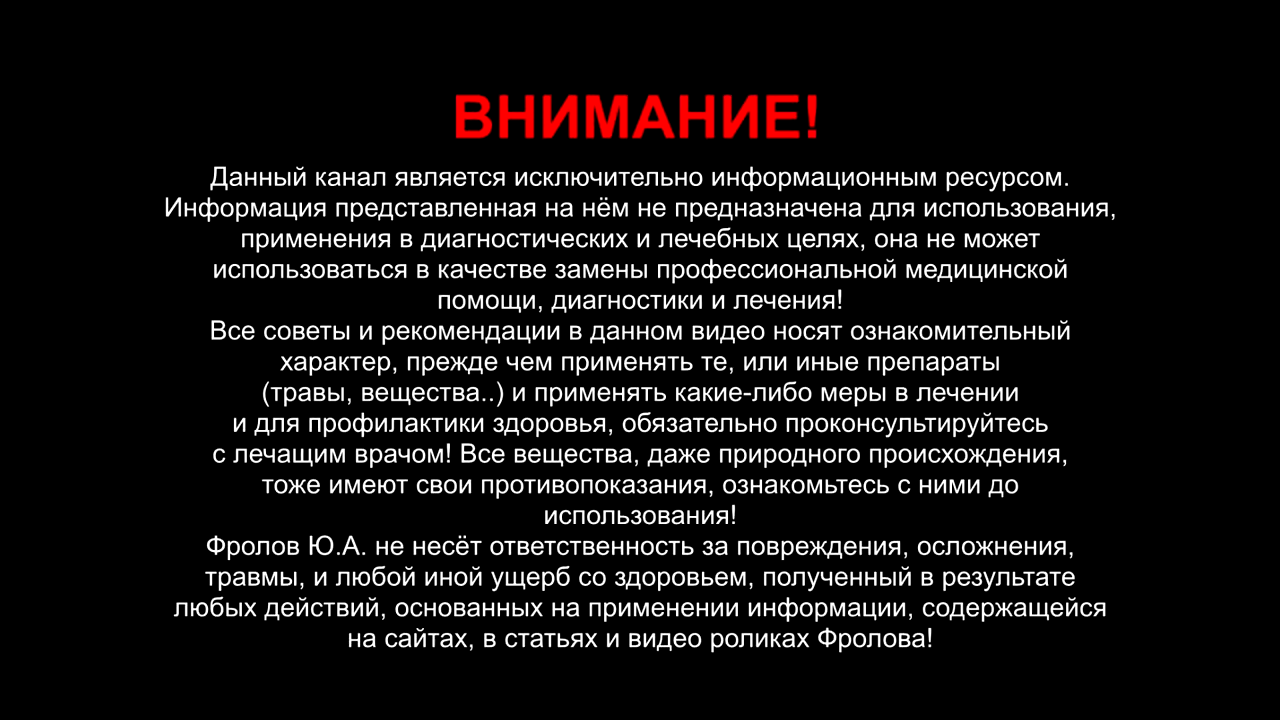 ВНИМАНИЕ!
Данный канал является исключительно информационным ресурсом.
Информация представленная на нём не предназначена для использования,
применения в диагностических и лечебных целях, она не может
использоваться в качестве замены профессиональной медицинской
помощи, диагностики и лечения!
Все советы и рекомендации в данном видео носят ознакомительный
характер, прежде чем применять те, или иные препараты
(травы, вещества..) и применять какие-либо меры в лечении
и для профилактики здоровья, обязательно проконсультируйтесь
с лечащим врачом! Все вещества, даже природного происхождения,
тоже имеют свои противопоказания, ознакомьтесь с ними до
использования!
Фролов Ю.А. не несёт ответственность за повреждения, осложнения,
травмы, и любой иной ущерб со здоровьем, полученный в результате
любых действий, основанных на применении информации, содержащейся
на сайтах, в статьях и видео роликах Фролова!